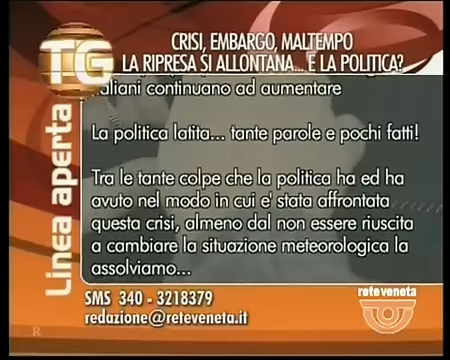 TG
CRISI, EMBARGO, MALTEMPO
LA RIPRESA SI ALLONTANA... E LA POLITICA?
Linea aperta
continuano ad aumentare
La politica latita... tante parole e pochi fatti!
Tra le tante colpe che la politica ha ed ha
avuto nel modo in cui e' stata affrontata
questa crisi, almeno dal non essere riuscita
a cambiare la situazione meteorologica la
assolviamo...
SMS 340 - 3218379
redazione@reteveneta.it
reteveneta
R